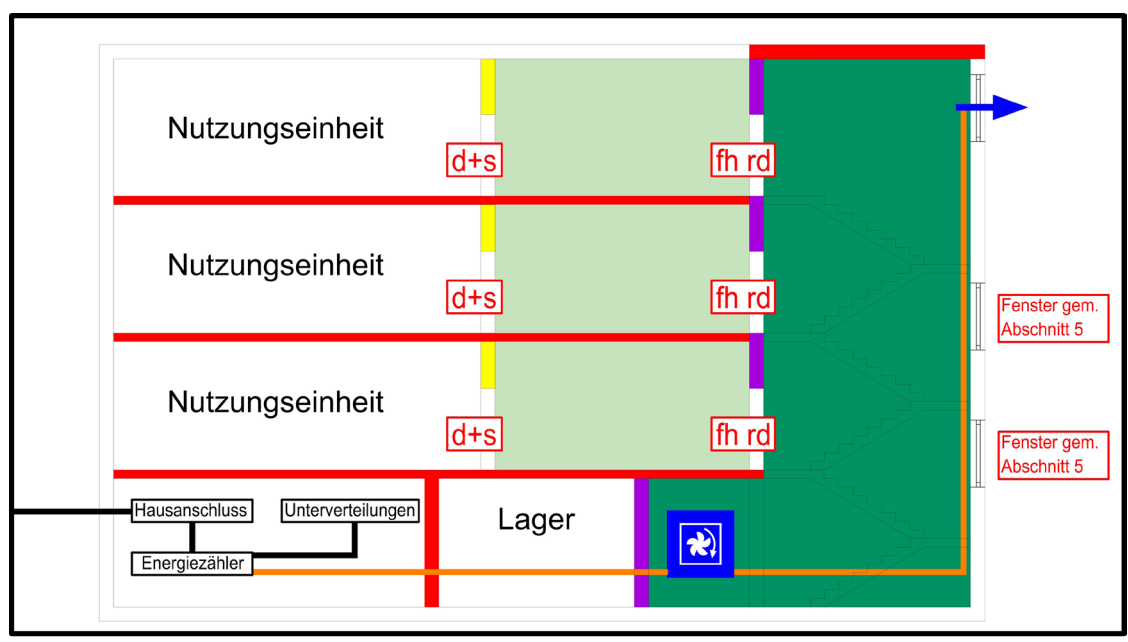 Nutzungseinheit
d+s
fh rd
Nutzungseinheit
d+s
fh rd
Fenster gem.
Abschnitt 5
Nutzungseinheit
d+s
fh rd
Fenster gem.
Abschnitt 5
Hausanschluss
Unterverteilungen
Lager
Energiezähler